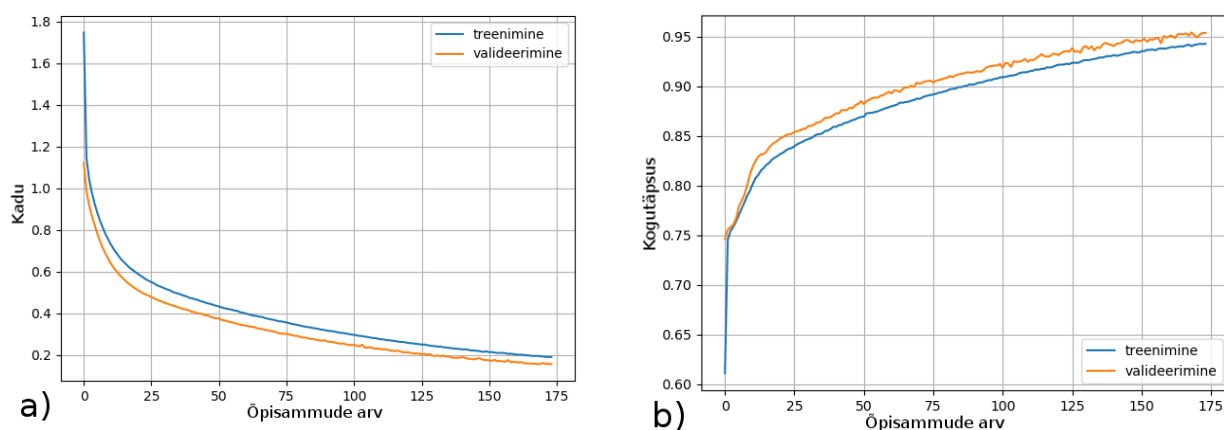 1.8
1.6
1.4
1.2
1.0
0.8
0.6
0.4
0.2
Kadu
treenimine
valideerimine
0 25 50 75 100 125 150 175
Õpisammude arv
a)
0.95
0.90
0.85
0.80
0.75
0.70
0.65
0.60
Kogutäpsus
treenimine
valideerimine
0 25 50 75 100 125 150 175
Õpisammude arv
b)